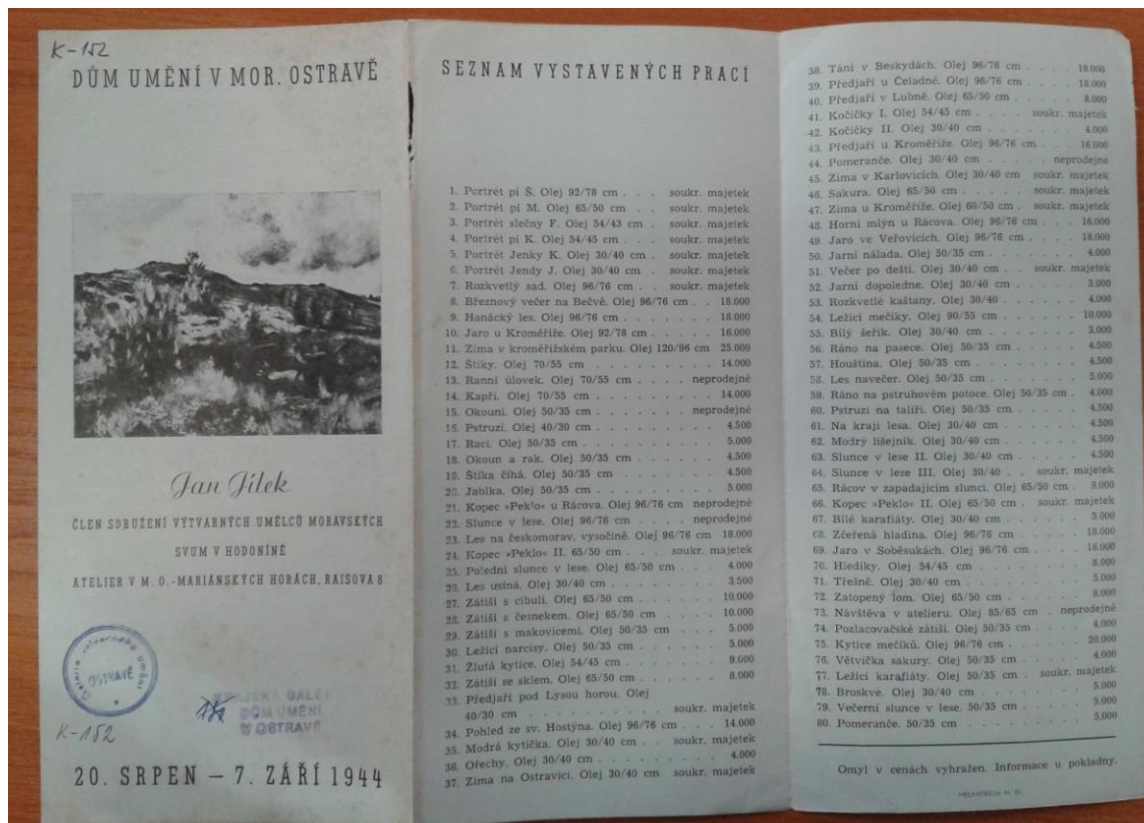 K-152
DŮM UMĚNÍ V MOR. OSTRAVĚ
Jan Jílek
ČLEN SDRUŽENÍ VÝTVARNÝCH UMĚLCŮ MORAVSKÝCH
SVUM V HODONÍNĚ
ATELIER V M. O.-MARIÁNSKÝCH HORÁCH, RAISOVA 8
Galerie výtvarného umění
OSTRAVĚ
KRAJSKÁ GALERIE
DŮM UMĚNÍ
V OSTRAVĚ
K-152
20. SRPEN — 7. ZÁŘÍ 1944
SEZNAM VYSTAVENÝCH PRACÍ
1. Portrét pí Š. Olej 92/78 cm . . . soukr. majetek
2. Portrét pí M. Olej 65/50 cm . . soukr. majetek
3. Portrét slečny F. Olej 54/43 cm . . soukr. majetek
4. Portrét pí K. Olej 54/45 cm . . . soukr. majetek
5. Portrét Jenky K. Olej 30/40 cm . . soukr. majetek
6. Portrét Jendy J. Olej 30/40 cm . . soukr. majetek
7. Rozkvetlý sad. Olej 96/76 cm . . . soukr. majetek
8. Březnový večer na Bečvě. Olej 96/76 cm . . 18.000
9. Hanácký les. Olej 96/76 cm . . . . . . 18.000
10. Jaro u Kroměříže. Olej 92/78 cm . . . . . 16.000
11. Zima v kroměřížském parku. Olej 120/96 cm 25.000
12. Štiky. Olej 70/55 cm . . . . . . . . 14.000
13. Ranní úlovek. Olej 70/55 cm . . . . neprodejné
14. Kapři. Olej 70/55 cm . . . . . . . . 14.000
15. Okouni. Olej 50/35 cm . . . . . . neprodejné
16. Pstruzi. Olej 40/30 cm . . . . . . . . 4.500
17. Raci. Olej 50/35 cm . . . . . . . . . 5.000
18. Okoun a rak. Olej 50/35 cm . . . . . . 4.500
19. Štika číhá. Olej 50/35 cm . . . . . . . 4.500
20. Jablka. Olej 50/35 cm . . . . . . . . 5.000
21. Kopec »Peklo« u Rácova. Olej 96/76 cm neprodejné
22. Slunce v lese. Olej 96/76 cm . . . . neprodejné
23. Les na českomorav. vysočině. Olej 96/76 cm 18.000
24. Kopec »Peklo« II. 65/50 cm . . . soukr. majetek
25. Polední slunce v lese. Olej 65/50 cm . . . . 4.000
26. Les usíná. Olej 30/40 cm . . . . . . . 3.500
27. Zátiší s cibulí. Olej 65/50 cm . . . . . 10.000
28. Zátiší s česnekem. Olej 65/50 cm . . . . 10.000
29. Zátiší s makovicemi. Olej 50/35 cm . . . . 5.000
30. Ležící narcisy. Olej 50/35 cm . . . . . . 5.000
31. Žlutá kytice. Olej 54/45 cm . . . . . . . 9.000
32. Zátiší se sklem. Olej 65/50 cm . . . . . . 8.000
33. Předjaří pod Lysou horou. Olej
40/30 cm . . . . . . . . . soukr. majetek
34. Pohled ze sv. Hostýna. Olej 96/76 cm . . . 14.000
35. Modrá kytička. Olej 30/40 cm . . soukr. majetek
36. Ořechy. Olej 30/40 cm . . . . . . . . 4.000
37. Zima na Ostravici. Olej 30/40 cm soukr. majetek
38. Tání v Beskydách. Olej 96/76 cm . . . . 18.000
39. Předjaří u Čeladné. Olej 96/76 cm . . . . 18.000
40. Předjaří v Lubně. Olej 65/50 cm . . . . . 8.000
41. Kočičky I. Olej 54/45 cm . . . . soukr. majetek
42. Kočičky II. Olej 30/40 cm . . . . . . . 4.000
43. Předjaří u Kroměříže. Olej 96/76 cm . . . 16.000
44. Pomeranče. Olej 30/40 cm . . . . . neprodejné
45. Zima v Karlovicích. Olej 30/40 cm soukr. majetek
46. Sakura. Olej 65/50 cm . . . . . soukr. majetek
47. Zima u Kroměříže. Olej 60/50 cm . soukr. majetek
48. Horní mlýn u Rácova. Olej 96/76 cm . . . 16.000
49. Jaro ve Veřovicích. Olej 96/76 cm . . . . 18.000
50. Jarní nálada. Olej 50/35 cm . . . . . . 4.000
51. Večer po dešti. Olej 30/40 cm . . soukr. majetek
52. Jarní dopoledne. Olej 30/40 cm . . . . . 3.000
53. Rozkvetlé kaštany. Olej 30/40 . . . . . 4.000
54. Ležící mečíky. Olej 90/55 cm . . . . . 10.000
55. Bílý šeřík. Olej 30/40 cm . . . . . . . 3.000
56. Ráno na pasece. Olej 50/35 cm . . . . . 4.500
57. Houština. Olej 50/35 cm . . . . . . . 4.500
58. Les navečer. Olej 50/35 cm . . . . . . 5.000
59. Ráno na pstruhovém potoce. Olej 50/35 cm . 4.000
60. Pstruzi na talíři. Olej 50/35 cm . . . . . 4.500
61. Na kraji lesa. Olej 30/40 cm . . . . . . 4.500
62. Modrý lišejník. Olej 30/40 cm . . . . . . 4.500
63. Slunce v lese II. Olej 30/40 cm . . . . . 4.500
64. Slunce v lese III. Olej 30/40 . . soukr. majetek
65. Rácov v zapadajícím slunci. Olej 65/50 cm . 9.000
66. Kopec »Peklo« II. Olej 65/50 cm . soukr. majetek
67. Bílé karafiáty. Olej 30/40 cm . . . . . . 5.000
68. Zčeřená hladina. Olej 96/76 cm . . . . . 18.000
69. Jaro v Soběsukách. Olej 96/76 cm . . . . 16.000
70. Hledíky. Olej 54/45 cm . . . . . . . . 8.000
71. Třešně. Olej 30/40 cm . . . . . . . . 5.000
72. Zatopený lom. Olej 65/50 cm . . . . . . 8.000
73. Návštěva v atelieru. Olej 85/65 cm . neprodejné
74. Pozlacovačské zátiší. Olej 50/35 cm . . . . 4.000
75. Kytice mečíků. Olej 96/76 cm . . . . . 20.000
76. Větvička sakury. Olej 50/35 cm . . . . . 4.000
77. Ležící karafiáty. Olej 50/35 cm . soukr. majetek
78. Broskve. Olej 30/40 cm . . . . . . . 5.000
79. Večerní slunce v lese. 50/35 cm . . . . . 5.000
80. Pomeranče. 50/35 cm . . . . . . . . 5.000
Omyl v cenách vyhražen. Informace u pokladny.
MELANTRICH M. O.